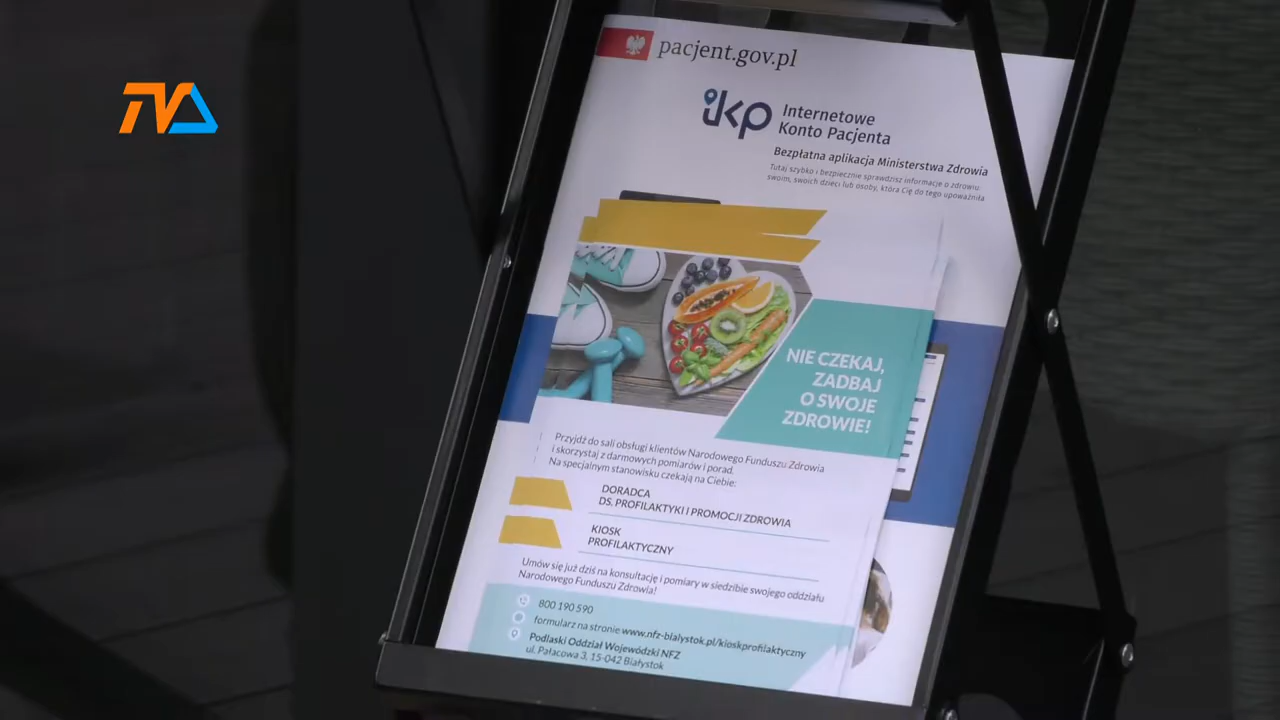 TVA
pacjent.gov.pl
ikp Internetowe
Konto Pacjenta
Bezpłatna aplikacja Ministerstwa Zdrowia
Tutaj szybko i bezpiecznie sprawdzisz informacje o zdrowiu:
swoim, swoich dzieci lub osoby, która Cię do tego upoważniła
NIE CZEKAJ,
ZADBAJ
O SWOJE
ZDROWIE!
Przyjdź do sali obsługi klientów Narodowego Funduszu Zdrowia
i skorzystaj z darmowych pomiarów i porad.
Na specjalnym stanowisku czekają na Ciebie:
DORADCA
DS. PROFILAKTYKI I PROMOCJI ZDROWIA
KIOSK
PROFILAKTYCZNY
Umów się już dziś na konsultację i pomiary w siedzibie swojego oddziału
Narodowego Funduszu Zdrowia!
800 190 590
formularz na stronie www.nfz-bialystok.pl/kioskprofilaktyczny
Podlaski Oddział Wojewódzki NFZ
ul. Pałacowa 3, 15-042 Białystok